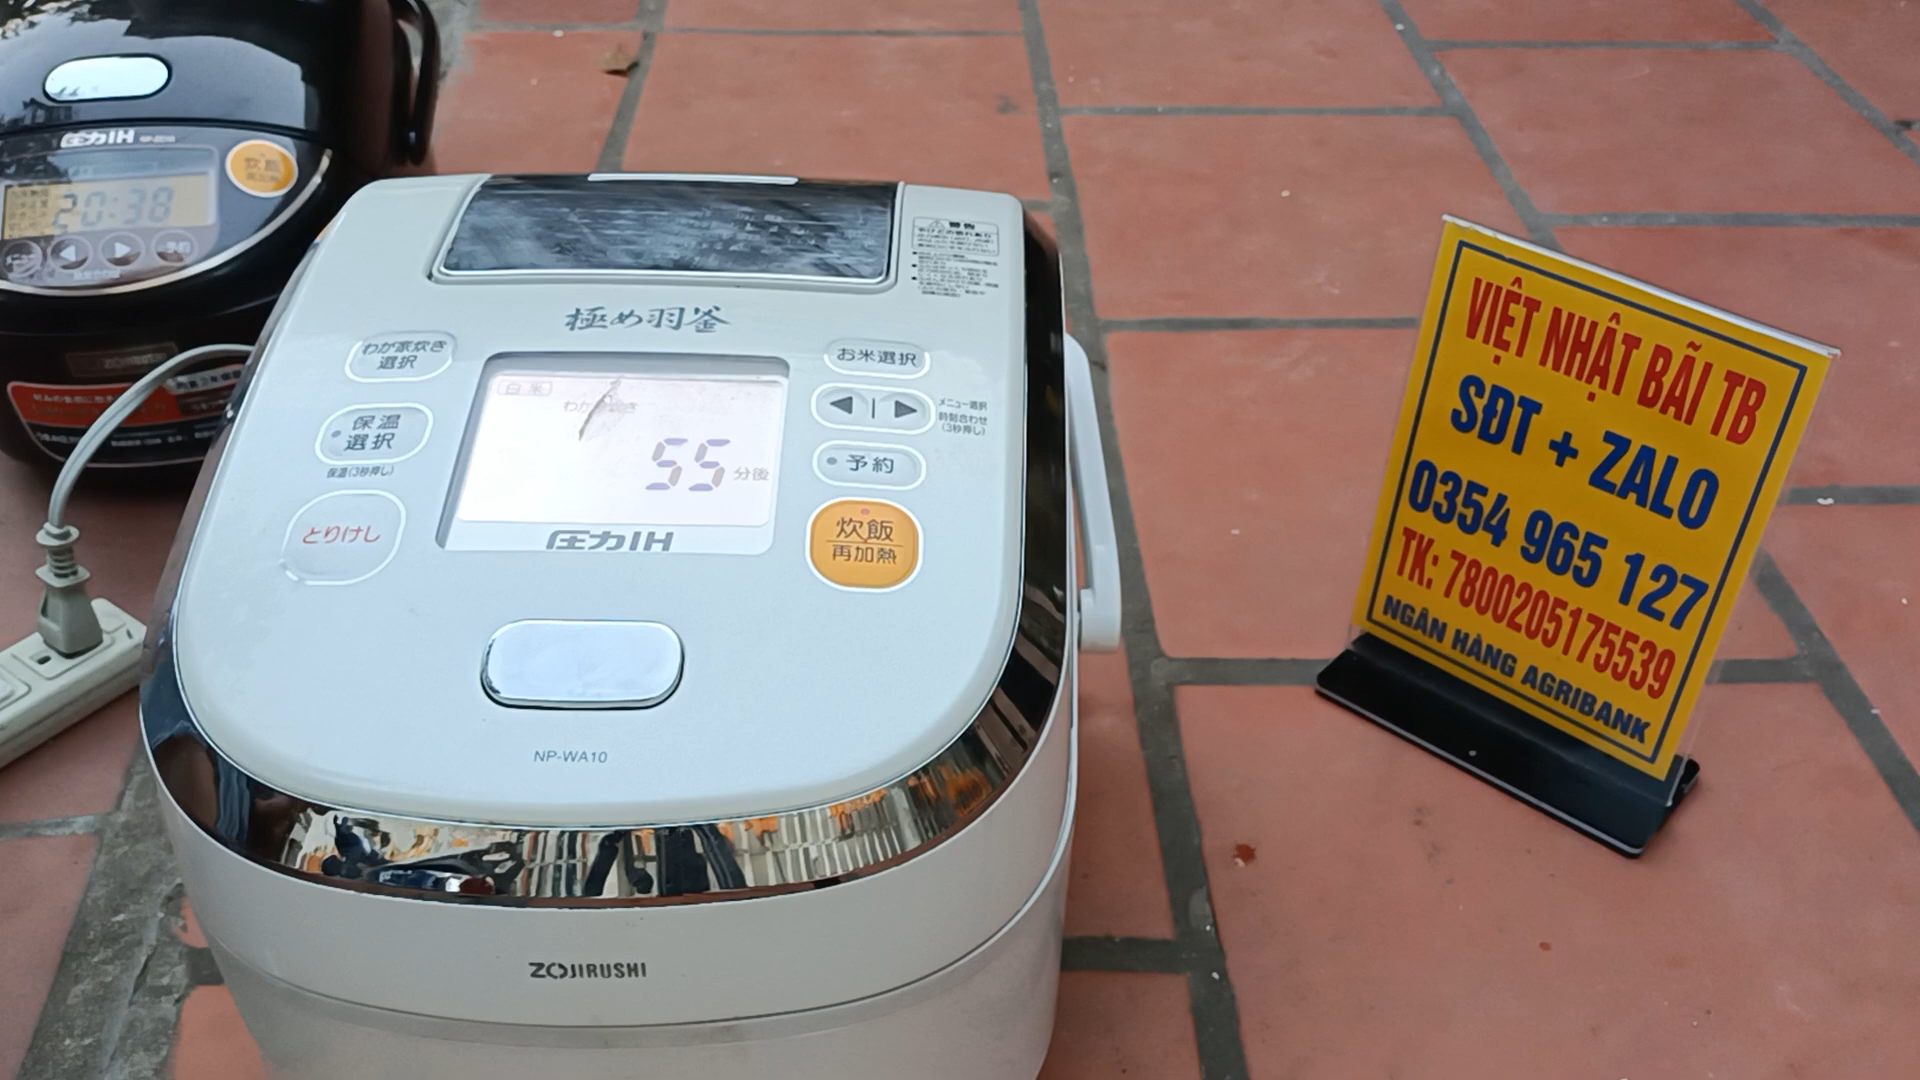 圧力IH
炊飯
20:38
予約
警告
極め羽釜
わが家炊き
選択
保温
選択
保温(3秒押し)
とりけし
白米
55
分後
圧力IH
お米選択
メニュー選択
時刻合わせ
(3秒押し)
予約
炊飯
再加熱
NP-WA10
ZOJIRUSHI
VIỆT NHẬT BÃI TB
SĐT + ZALO
0354 965 127
TK: 7800205175539
NGÂN HÀNG AGRIBANK